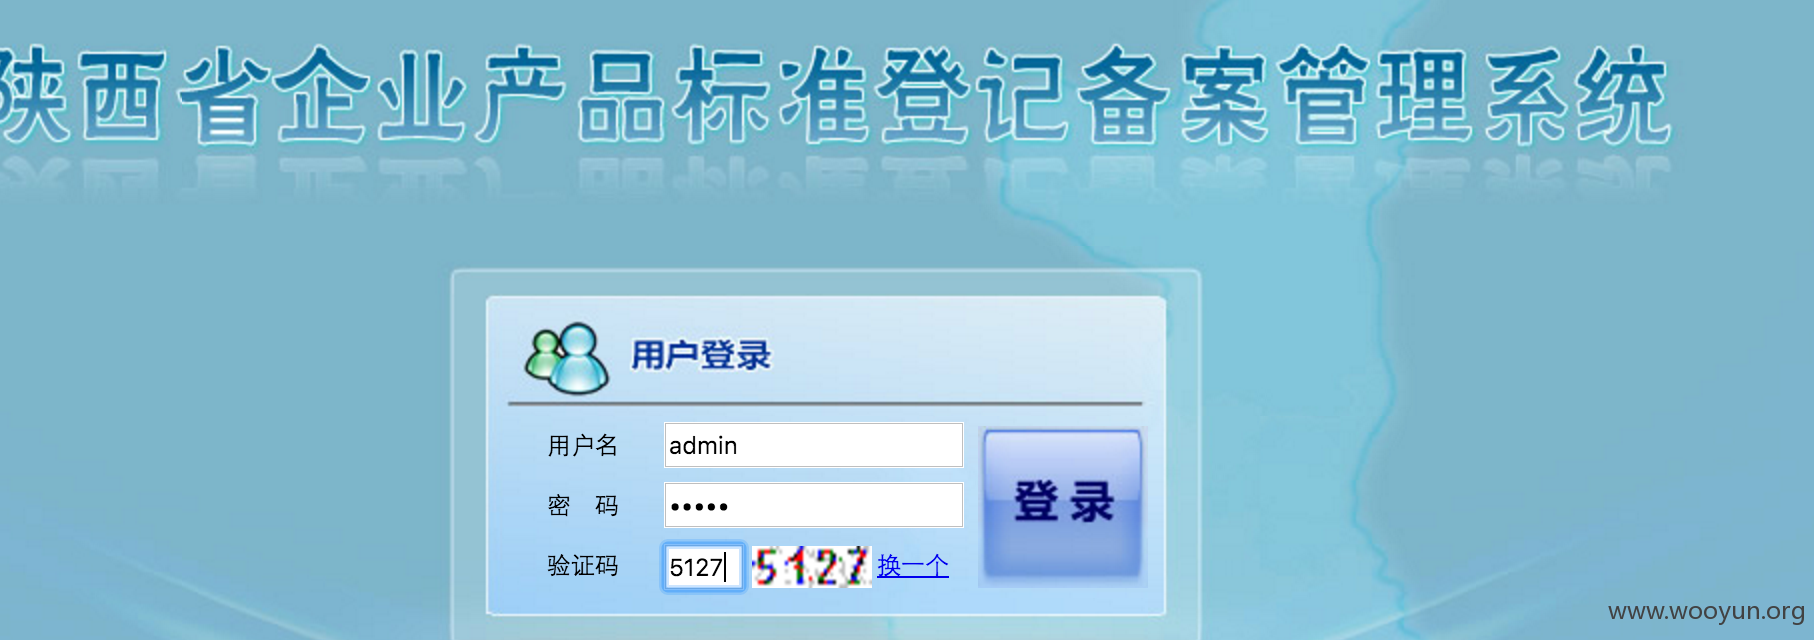 陕西省企业产品标准登记备案管理系统
用户登录
用户名 admin
密 码 •••••
登录
验证码 5127 5127 换一个
www.wooyun.org